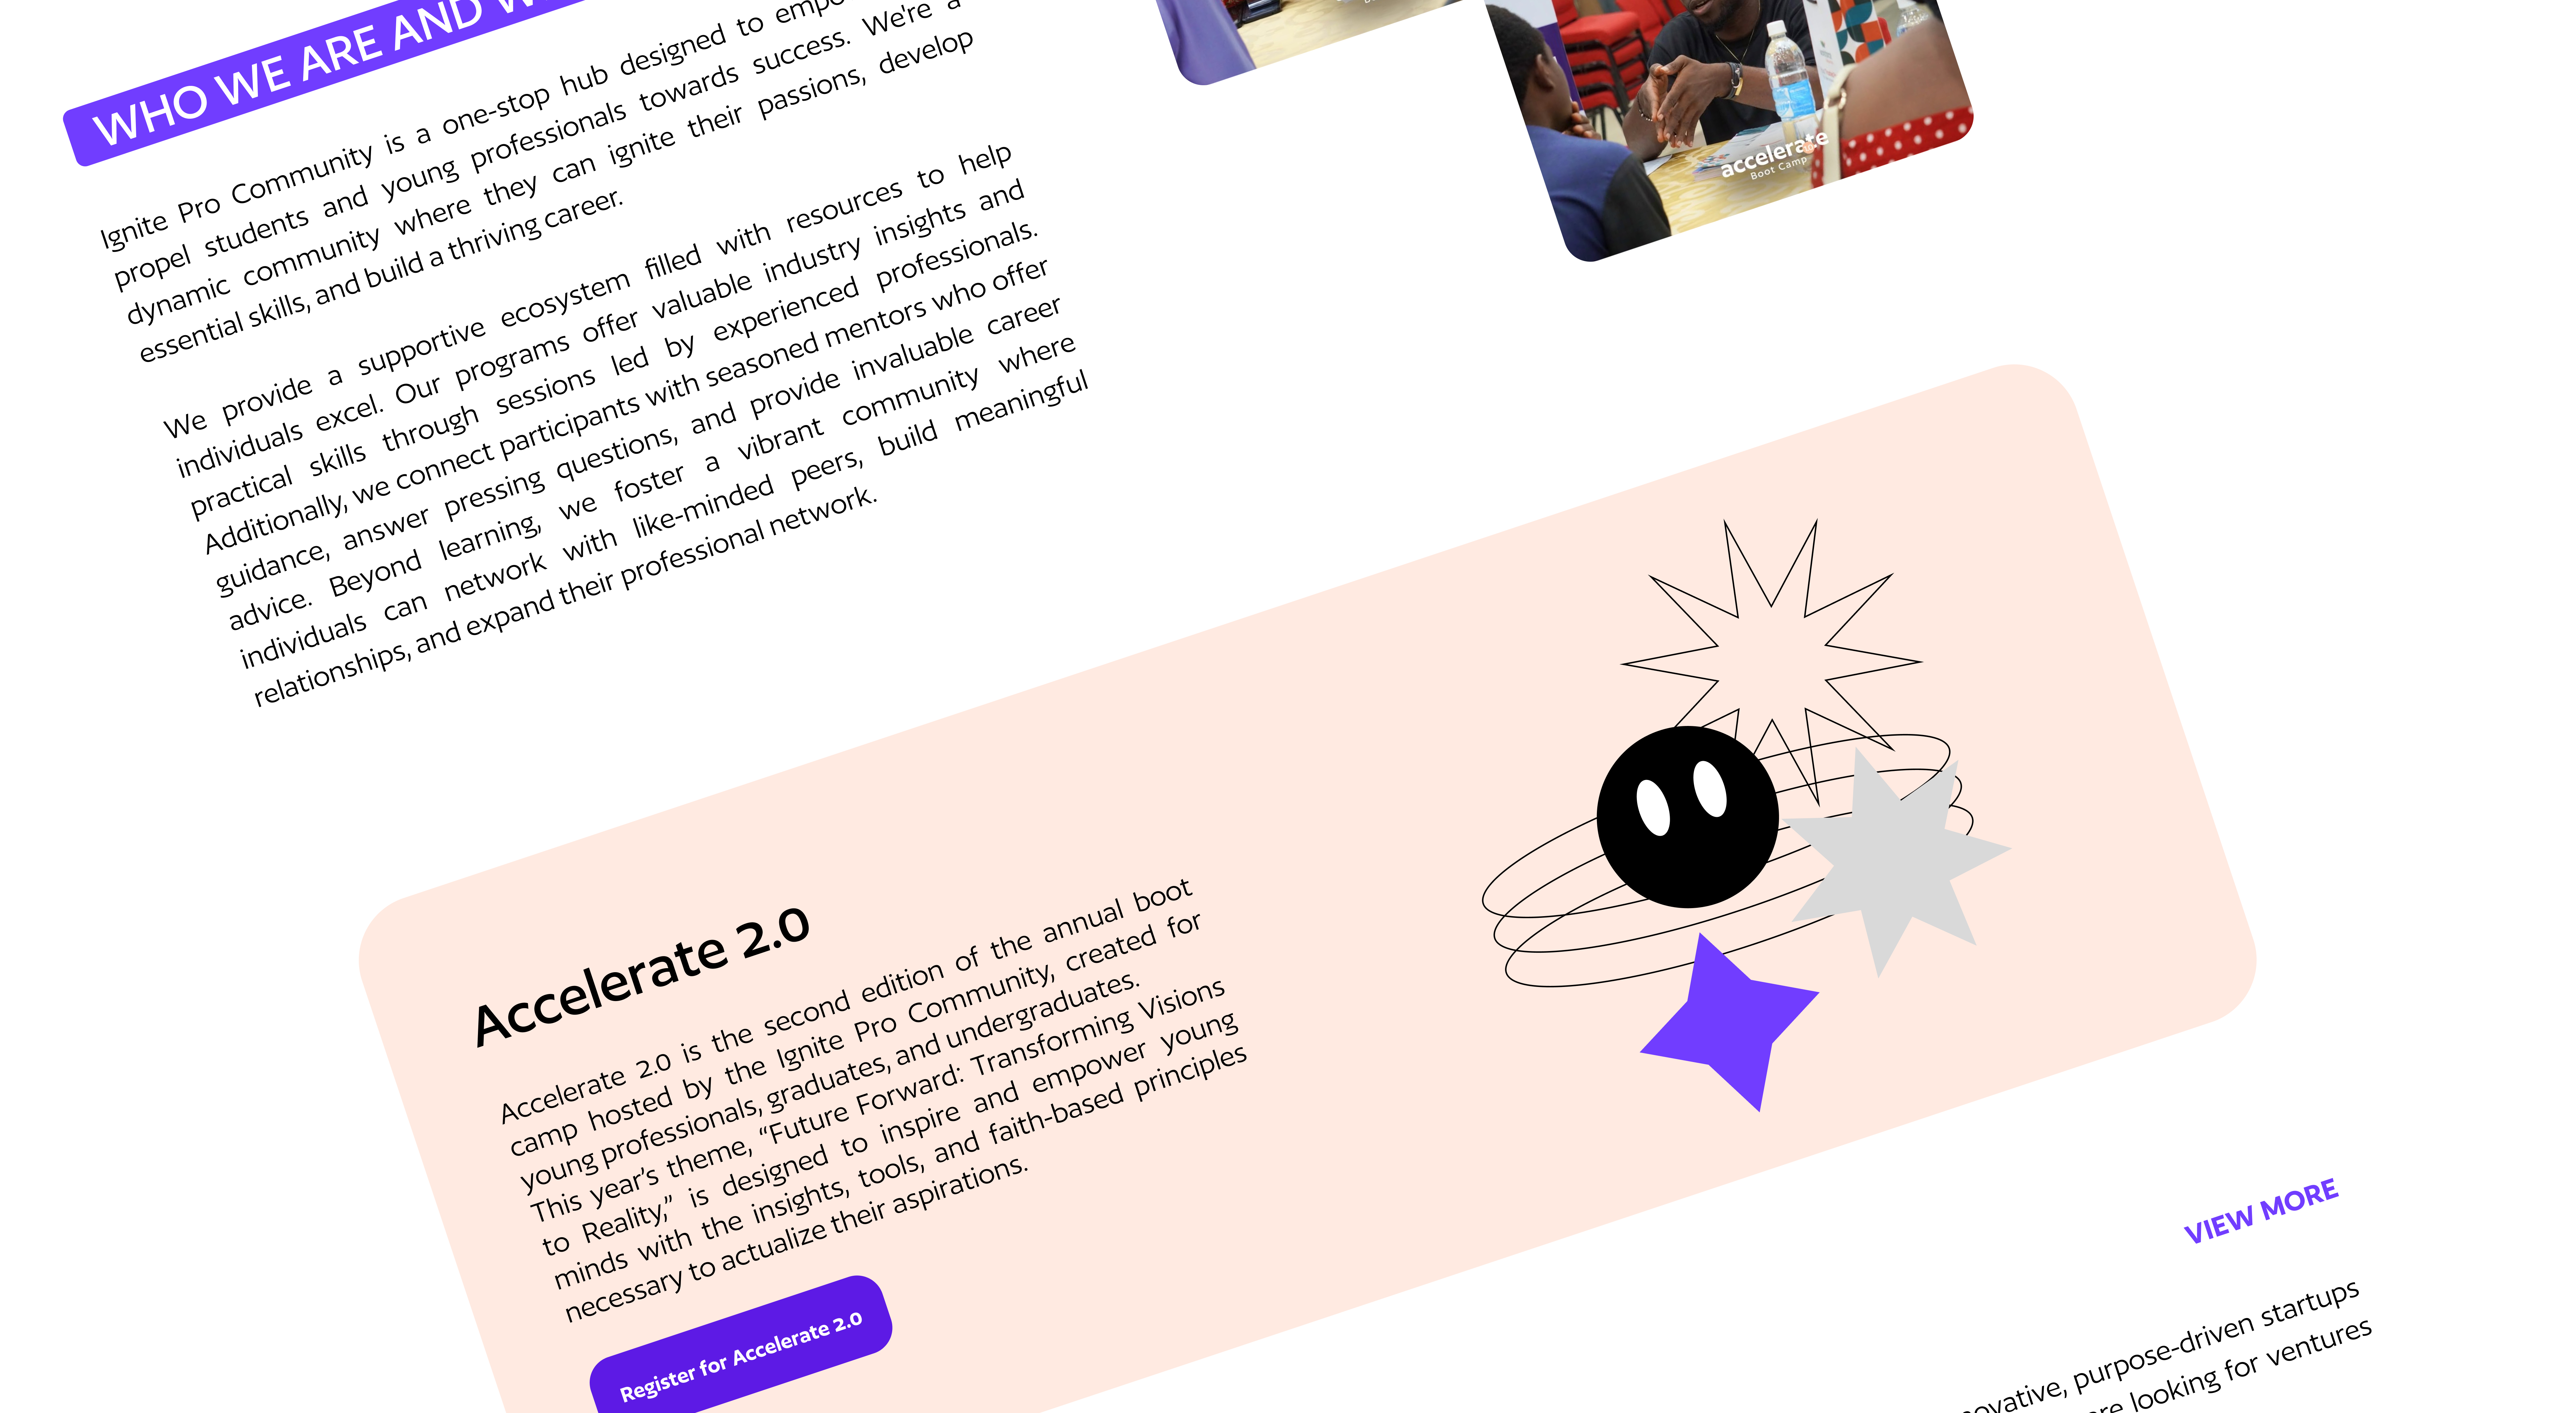 WHO WE ARE AND
Ignite Pro Community is a one-stop hub designed to
propel students and young professionals towards success. We're a
dynamic community where they can ignite their passions, develop
essential skills, and build a thriving career.
We provide a supportive ecosystem filled with resources to help
individuals excel. Our programs offer valuable industry insights and
practical skills through sessions led by experienced professionals.
Additionally, we connect participants with seasoned mentors who offer
guidance, answer pressing questions, and provide invaluable career
advice. Beyond learning, we foster a vibrant community where
individuals can network with like-minded peers, build meaningful
relationships, and expand their professional network.
accelerate
Boot Camp
Accelerate 2.0
Accelerate 2.0 is the second edition of the annual boot
camp hosted by the Ignite Pro Community, created for
young professionals, graduates, and undergraduates.
This year's theme, “Future Forward: Transforming Visions
to Reality,” is designed to inspire and empower young
minds with the insights, tools, and faith-based principles
necessary to actualize their aspirations.
Register for Accelerate 2.0
VIEW MORE
purpose-driven startups
looking for ventures